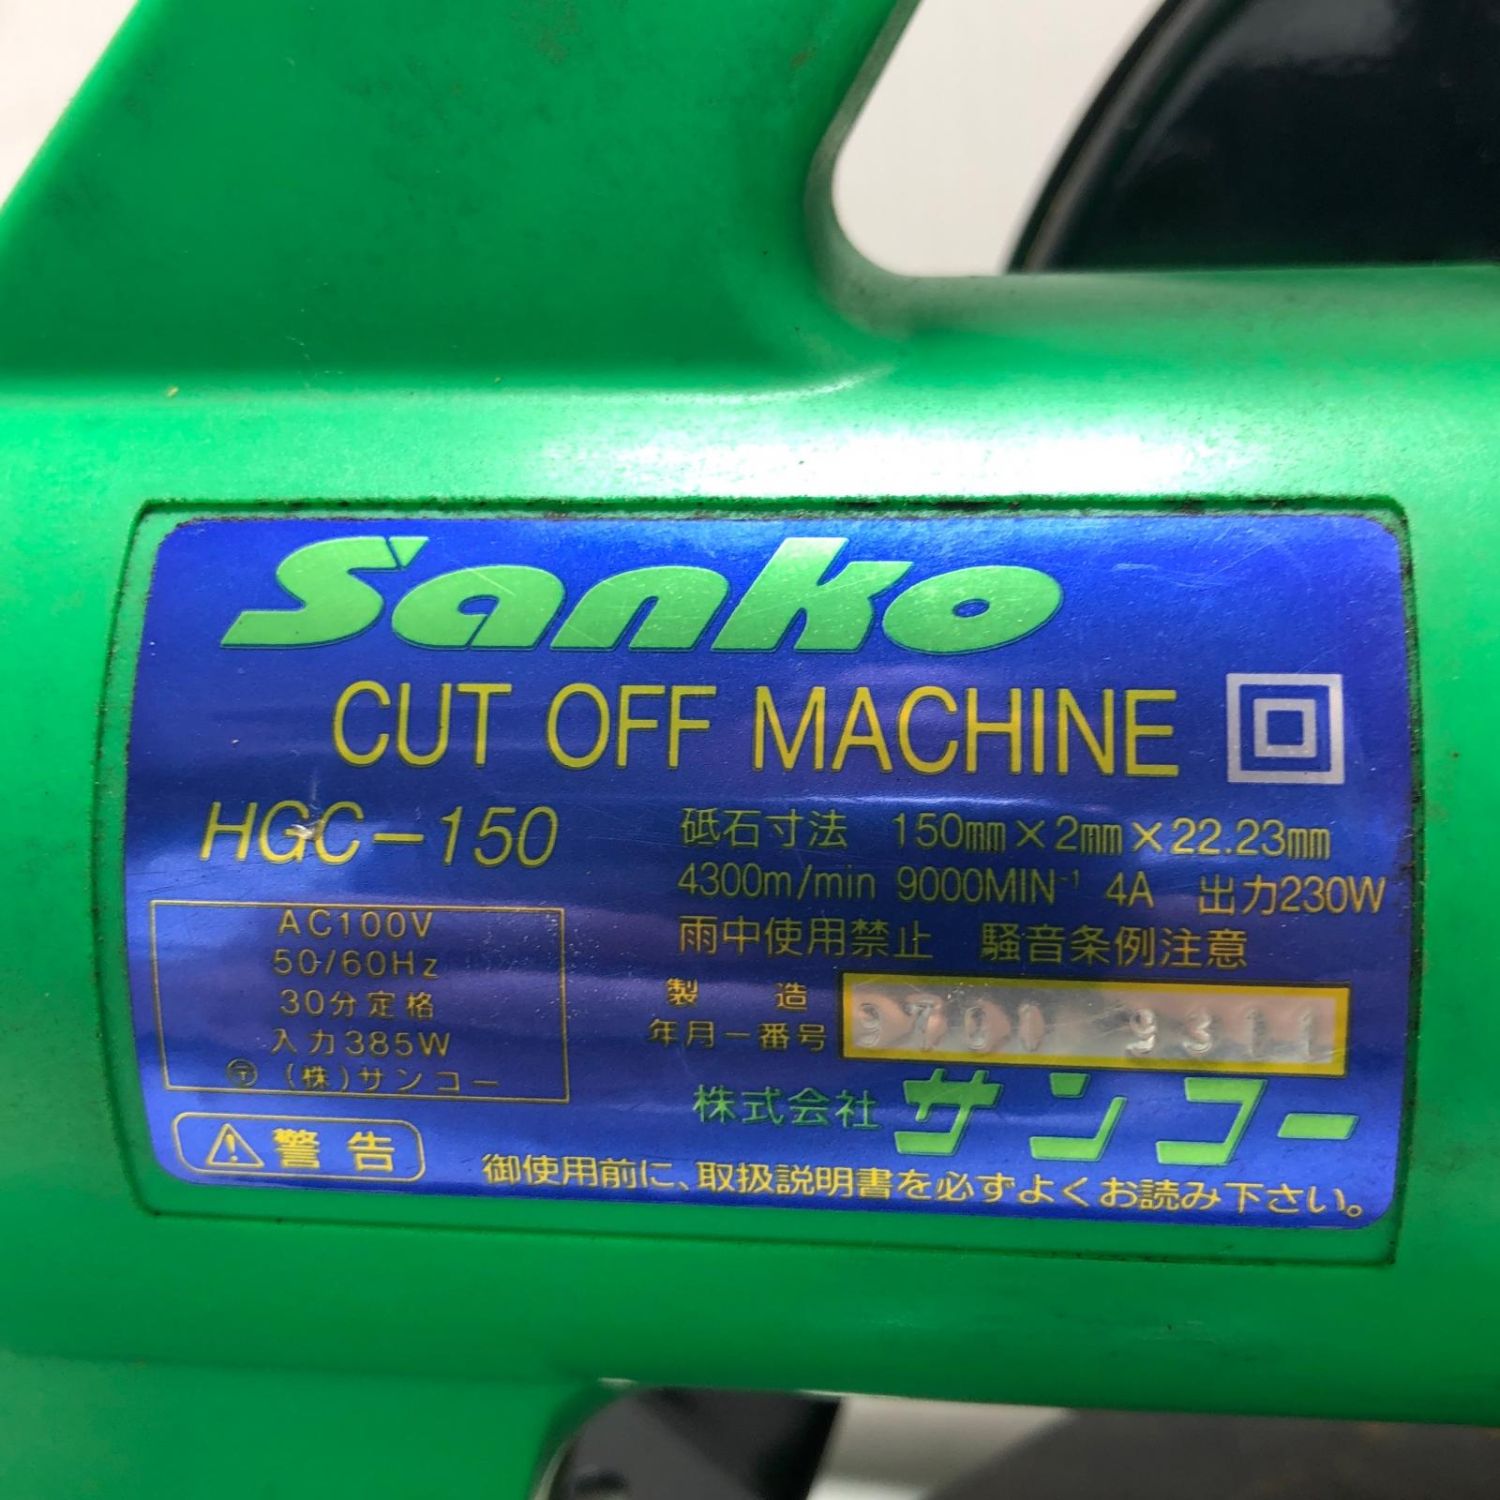 Sanko
CUT OFF MACHINE
HGC-150
砥石寸法 150㎜×2㎜×22.23㎜
4300m/min 9000MIN⁻¹ 4A 出力230W
雨中使用禁止 騒音条例注意
AC100V
50/60Hz
30分定格
入力385W
〒 (株)サンコー
製造
年月-番号
9701 9311
株式会社 サンコー
⚠警告
御使用前に、取扱説明書を必ずよくお読み下さい。